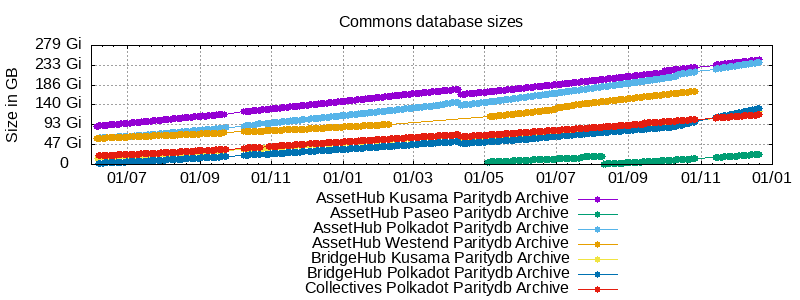 Commons database sizes
Size in GB
279 Gi
233 Gi
186 Gi
140 Gi
93 Gi
47 Gi
0
01/07 01/09 01/11 01/01 01/03 01/05 01/07 01/09 01/11 01/01
AssetHub Kusama Paritydb Archive
AssetHub Paseo Paritydb Archive
AssetHub Polkadot Paritydb Archive
AssetHub Westend Paritydb Archive
BridgeHub Kusama Paritydb Archive
BridgeHub Polkadot Paritydb Archive
Collectives Polkadot Paritydb Archive